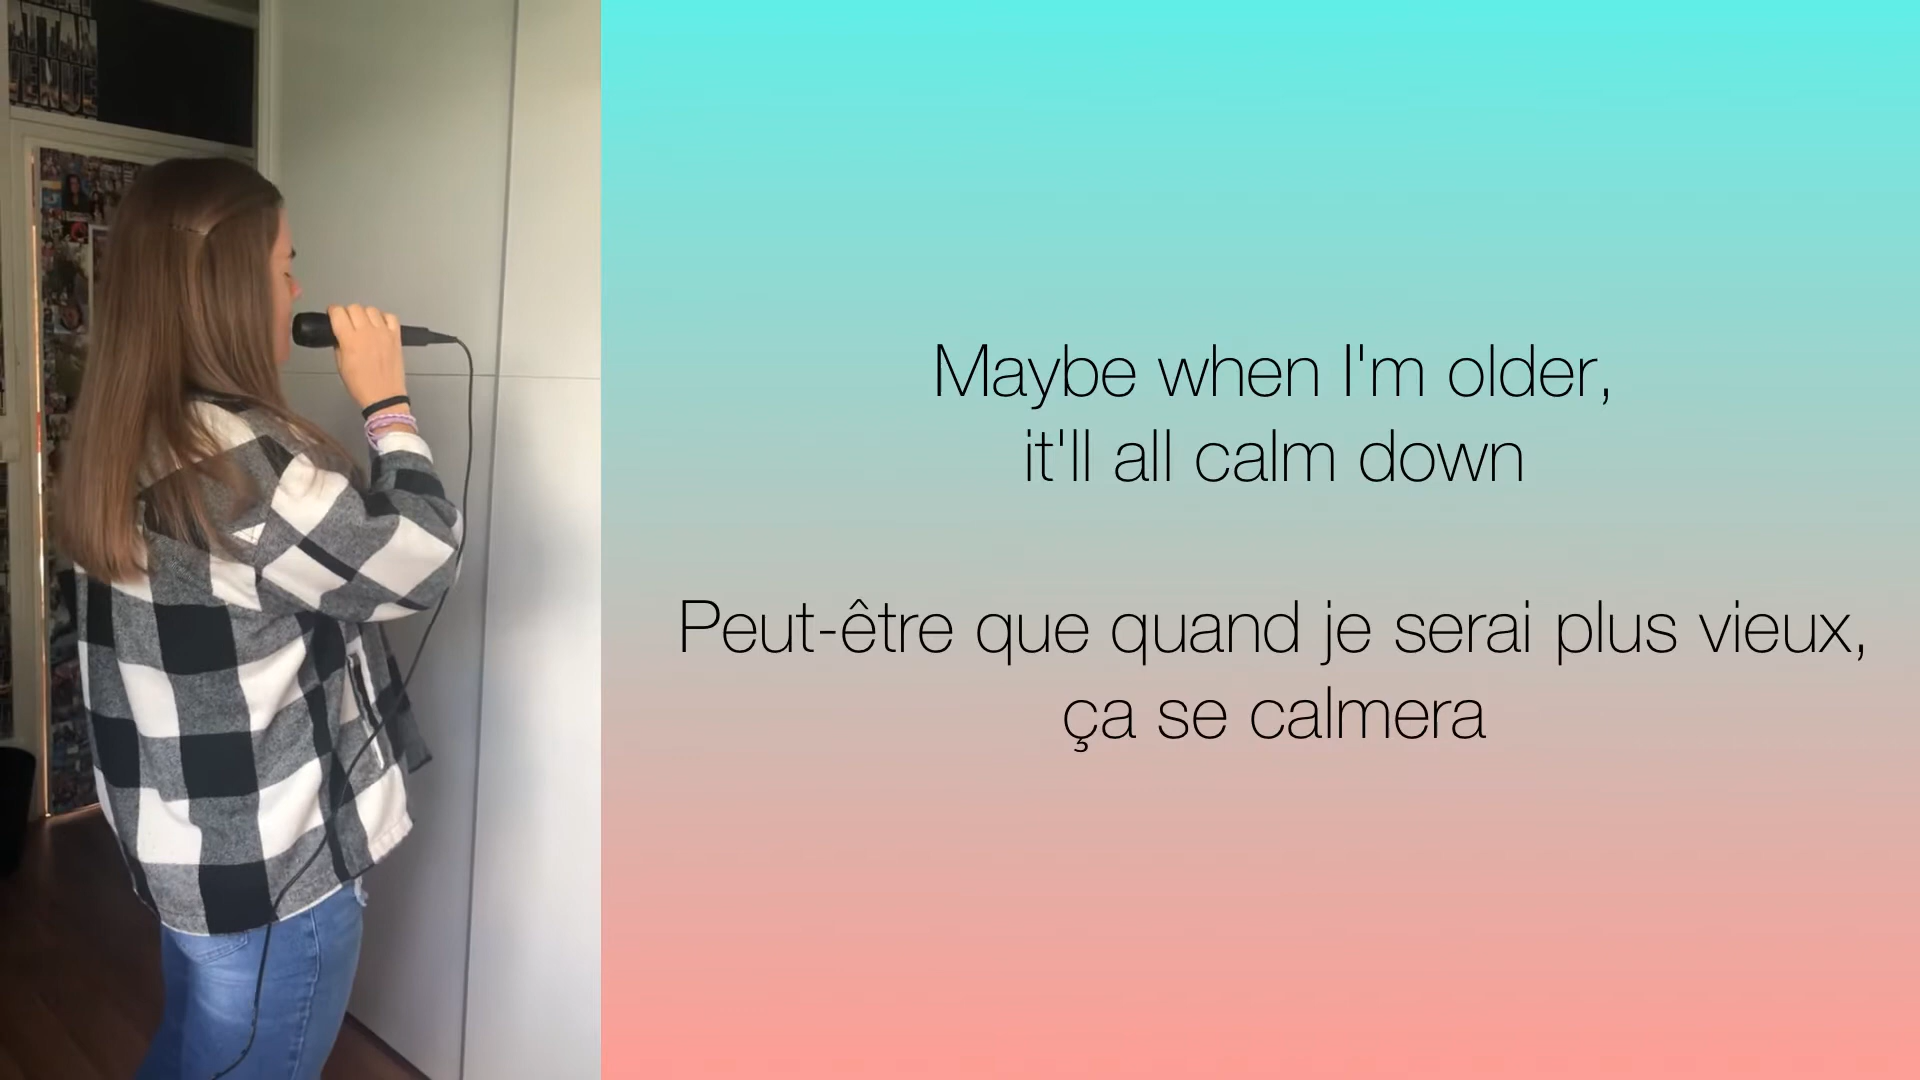 VENUE
Maybe when I'm older,
it'll all calm down
Peut-être que quand je serai plus vieux,
ça se calmera